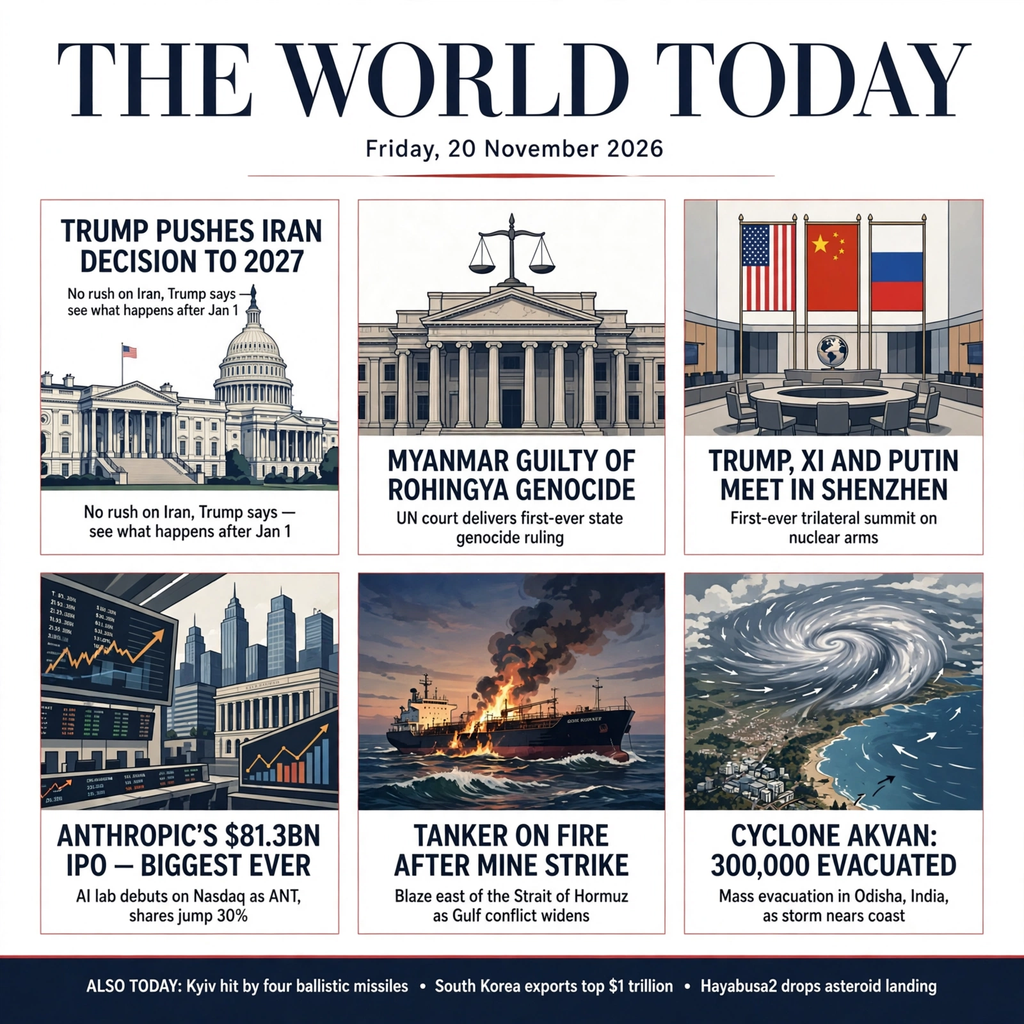 THE WORLD TODAY
Friday, 20 November 2026
TRUMP PUSHES IRAN
DECISION TO 2027
No rush on Iran, Trump says —
see what happens after Jan 1
No rush on Iran, Trump says —
see what happens after Jan 1
MYANMAR GUILTY OF
ROHINGYA GENOCIDE
UN court delivers first-ever state
genocide ruling
TRUMP, XI AND PUTIN
MEET IN SHENZHEN
First-ever trilateral summit on
nuclear arms
ANTHROPIC’S $81.3BN
IPO — BIGGEST EVER
AI lab debuts on Nasdaq as ANT,
shares jump 30%
TANKER ON FIRE
AFTER MINE STRIKE
Blaze east of the Strait of Hormuz
as Gulf conflict widens
CYCLONE AKVAN:
300,000 EVACUATED
Mass evacuation in Odisha, India,
as storm nears coast
ALSO TODAY: Kyiv hit by four ballistic missiles • South Korea exports top $1 trillion • Hayabusa2 drops asteroid landing